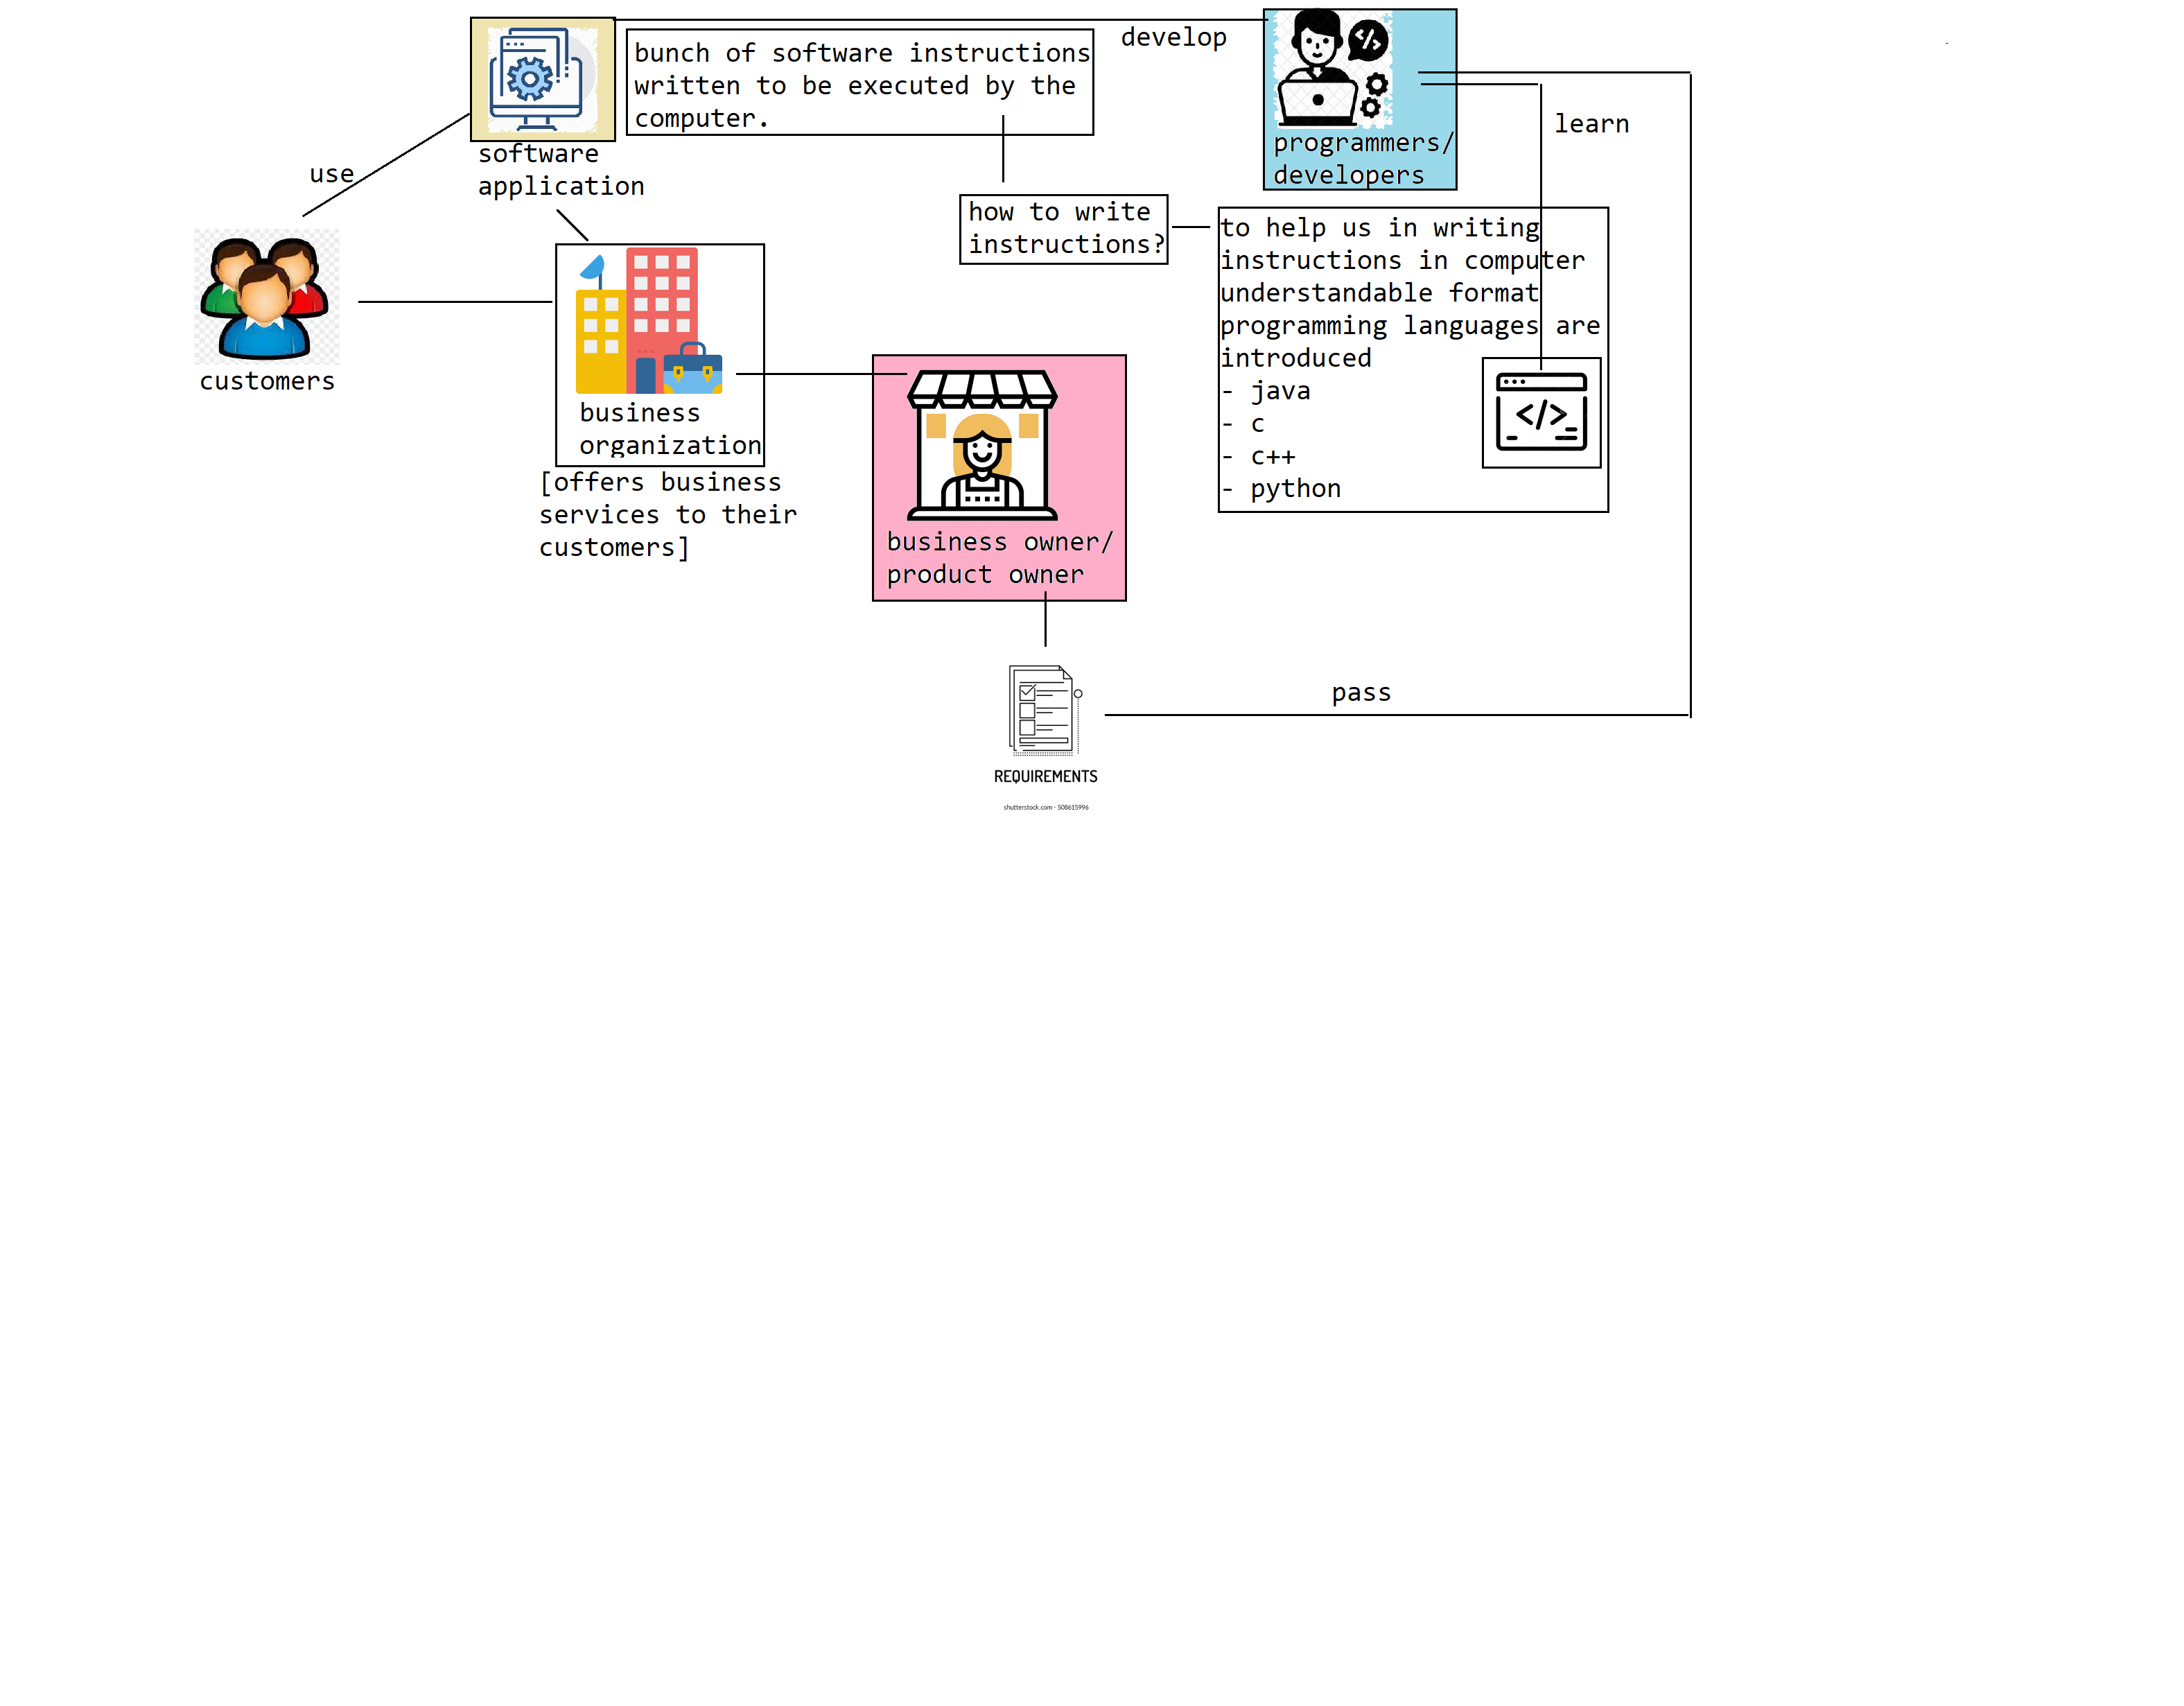 develop
bunch of software instructions
written to be executed by the
computer.
software
application
use
customers
business
organization
[offers business
services to their
customers]
programmers/
developers
learn
how to write
instructions?
to help us in writing
instructions in computer
understandable format
programming languages are
introduced
- java
- c
- c++
- python
business owner/
product owner
pass
REQUIREMENTS
shutterstock.com - 508615996